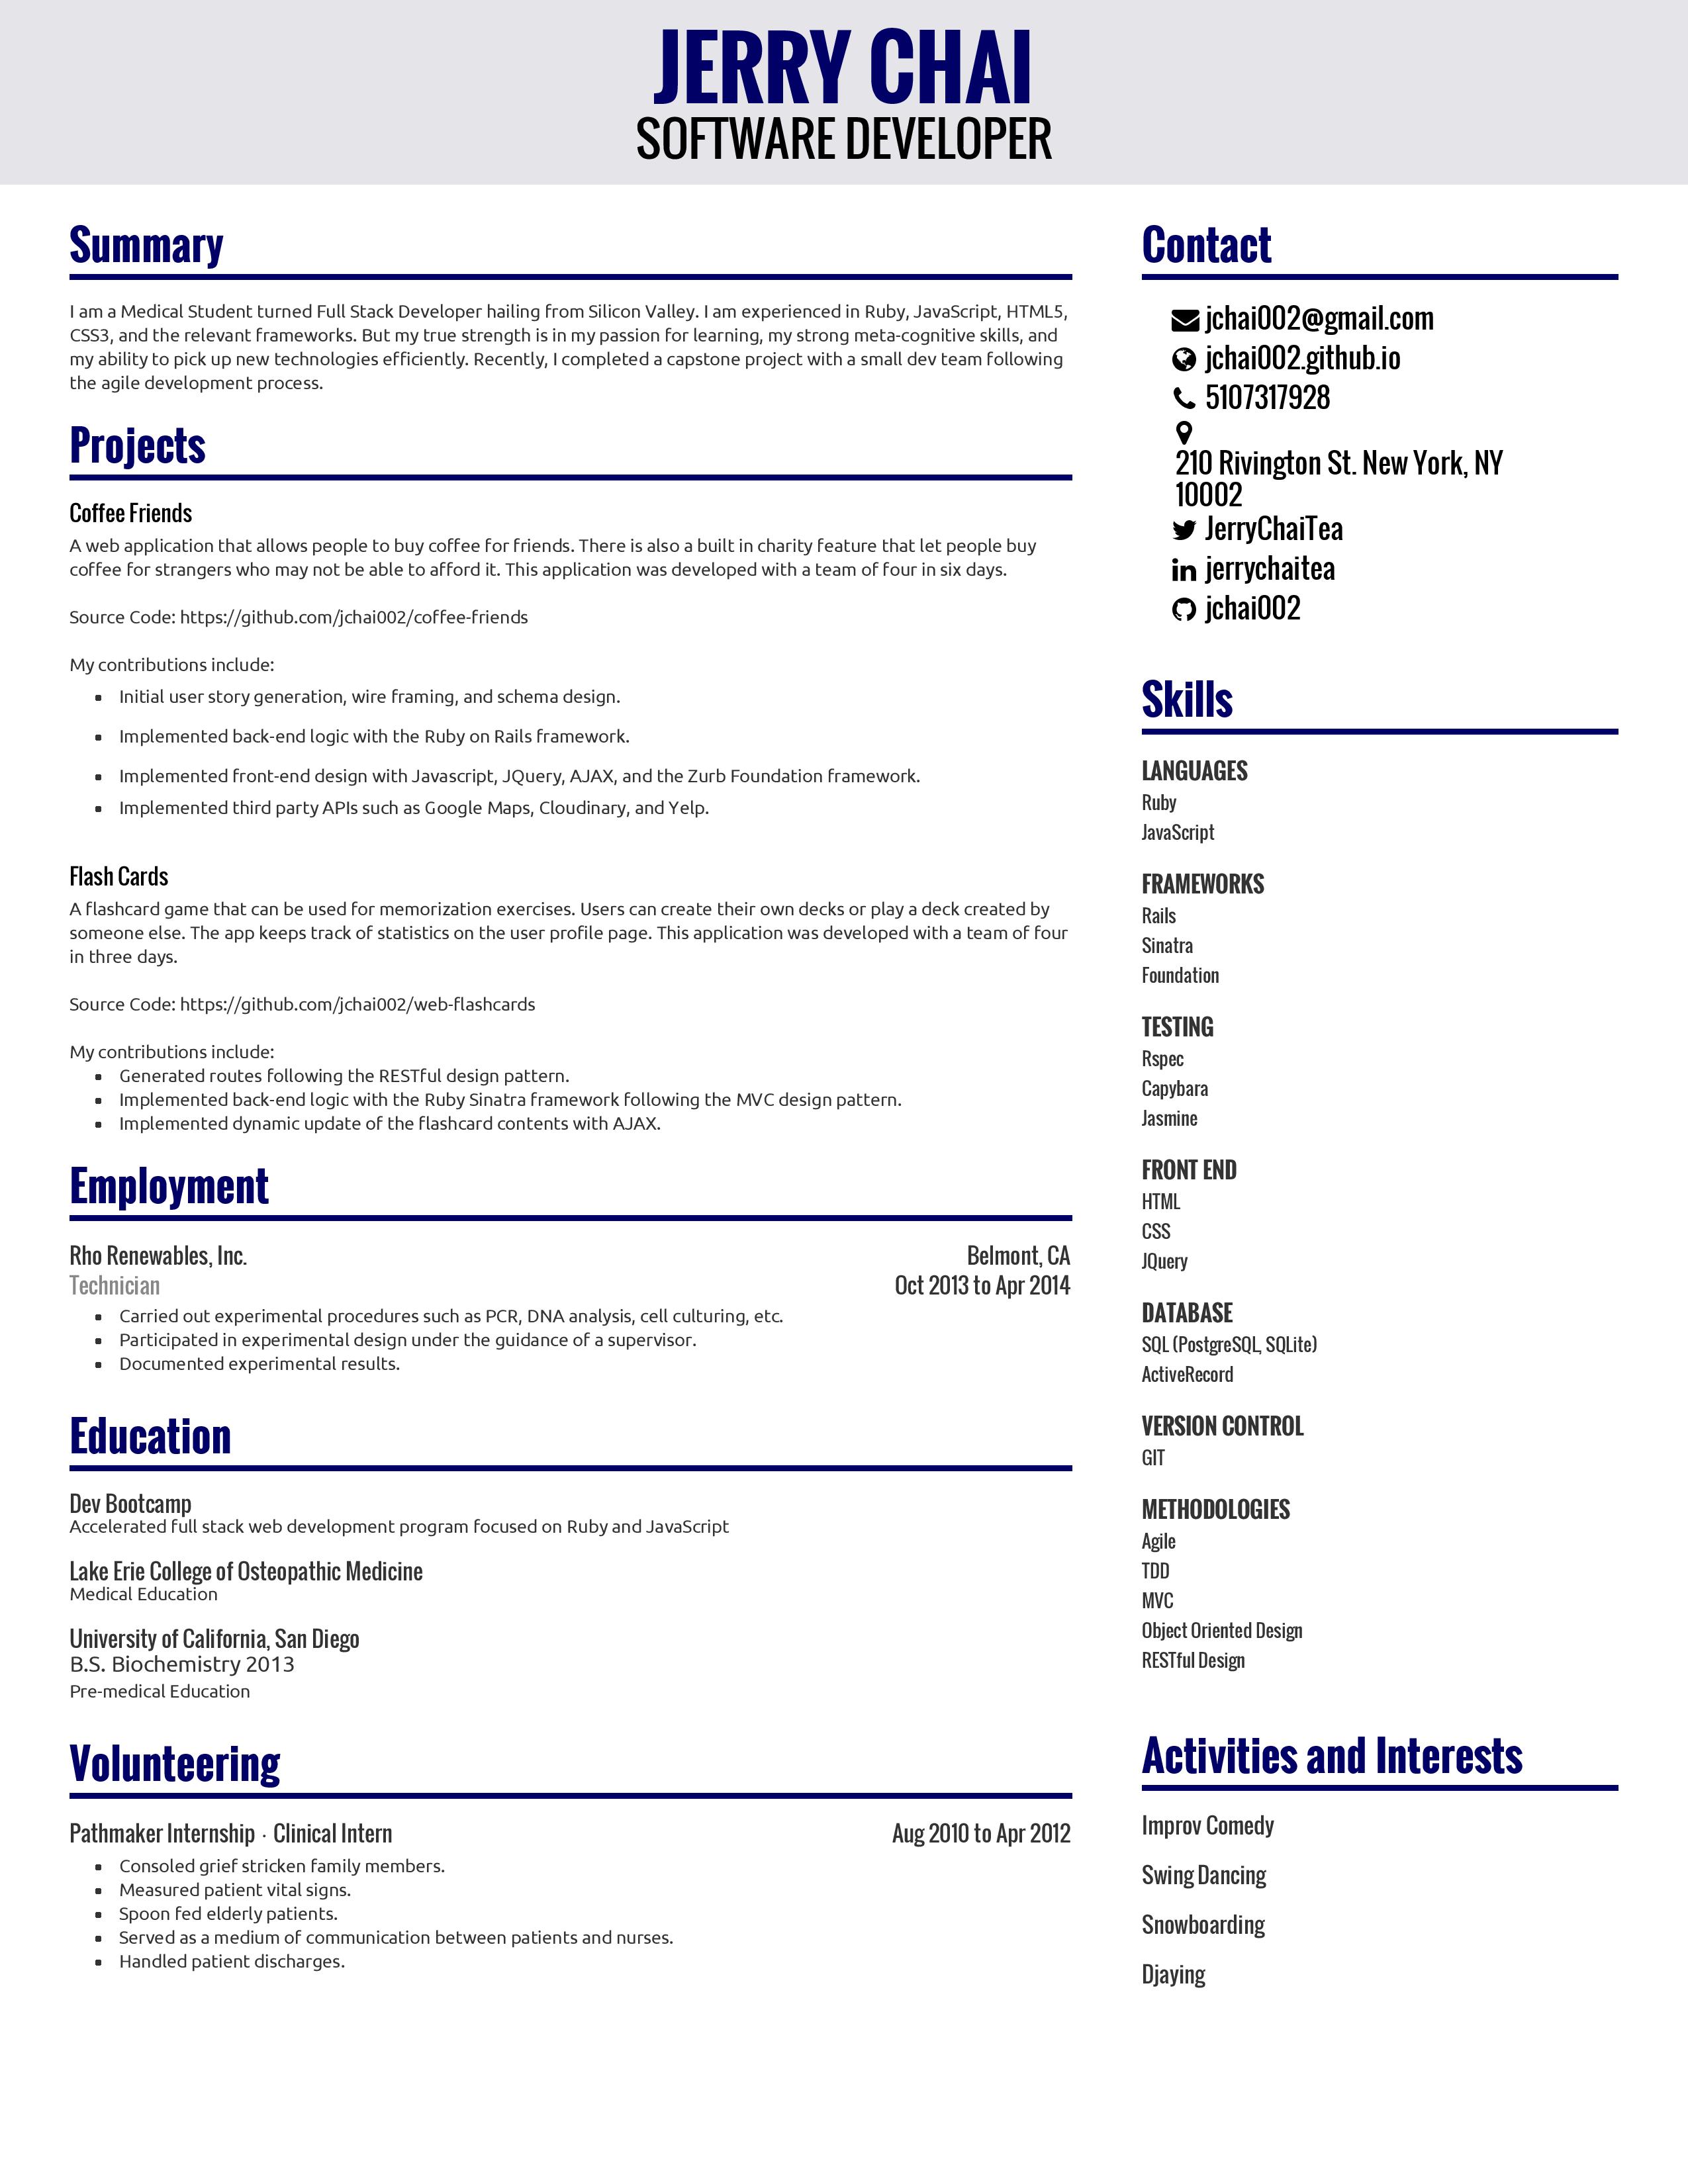 JERRY CHAI
SOFTWARE DEVELOPER
Summary
I am a Medical Student turned Full Stack Developer hailing from Silicon Valley. I am experienced in Ruby, JavaScript, HTML5,
CSS3, and the relevant frameworks. But my true strength is in my passion for learning, my strong meta-cognitive skills, and
my ability to pick up new technologies efficiently. Recently, I completed a capstone project with a small dev team following
the agile development process.
Projects
Coffee Friends
A web application that allows people to buy coffee for friends. There is also a built in charity feature that let people buy
coffee for strangers who may not be able to afford it. This application was developed with a team of four in six days.
Source Code: https://github.com/jchai002/coffee-friends
My contributions include:
Initial user story generation, wire framing, and schema design.
Implemented back-end logic with the Ruby on Rails framework.
Implemented front-end design with Javascript, JQuery, AJAX, and the Zurb Foundation framework.
Implemented third party APIs such as Google Maps, Cloudinary, and Yelp.
Flash Cards
A flashcard game that can be used for memorization exercises. Users can create their own decks or play a deck created by
someone else. The app keeps track of statistics on the user profile page. This application was developed with a team of four
in three days.
Source Code: https://github.com/jchai002/web-flashcards
My contributions include:
Generated routes following the RESTful design pattern.
Implemented back-end logic with the Ruby Sinatra framework following the MVC design pattern.
Implemented dynamic update of the flashcard contents with AJAX.
Employment
Rho Renewables, Inc. Belmont, CA
Technician Oct 2013 to Apr 2014
Carried out experimental procedures such as PCR, DNA analysis, cell culturing, etc.
Participated in experimental design under the guidance of a supervisor.
Documented experimental results.
Education
Dev Bootcamp
Accelerated full stack web development program focused on Ruby and JavaScript
Lake Erie College of Osteopathic Medicine
Medical Education
University of California, San Diego
B.S. Biochemistry 2013
Pre-medical Education
Volunteering
Pathmaker Internship · Clinical Intern Aug 2010 to Apr 2012
Consoled grief stricken family members.
Measured patient vital signs.
Spoon fed elderly patients.
Served as a medium of communication between patients and nurses.
Handled patient discharges.
Contact
jchai002@gmail.com
jchai002.github.io
5107317928
210 Rivington St. New York, NY
10002
JerryChaiTea
jerrychaitea
jchai002
Skills
LANGUAGES
Ruby
JavaScript
FRAMEWORKS
Rails
Sinatra
Foundation
TESTING
Rspec
Capybara
Jasmine
FRONT END
HTML
CSS
JQuery
DATABASE
SQL (PostgreSQL, SQLite)
ActiveRecord
VERSION CONTROL
GIT
METHODOLOGIES
Agile
TDD
MVC
Object Oriented Design
RESTful Design
Activities and Interests
Improv Comedy
Swing Dancing
Snowboarding
Djaying